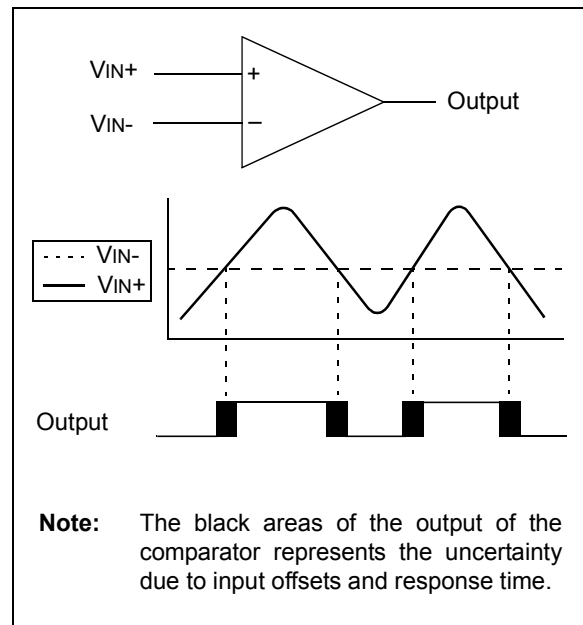 VIN+
+
Output
VIN-
–
VIN-
VIN+
Output
Note: The black areas of the output of the
comparator represents the uncertainty
due to input offsets and response time.